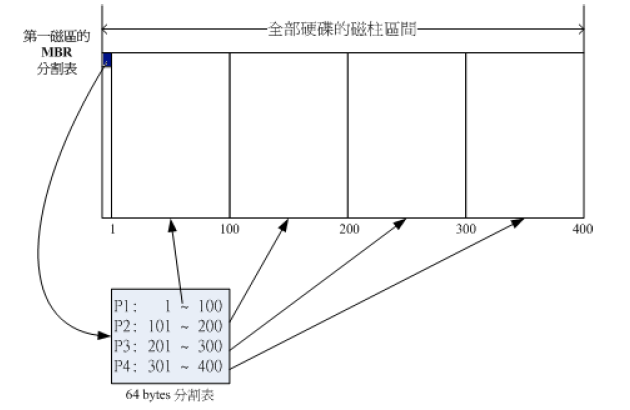 全部硬碟的磁柱區間
第一磁區的
MBR
分割表
1 100 200 300 400
P1: 1 ~ 100
P2: 101 ~ 200
P3: 201 ~ 300
P4: 301 ~ 400
64 bytes 分割表